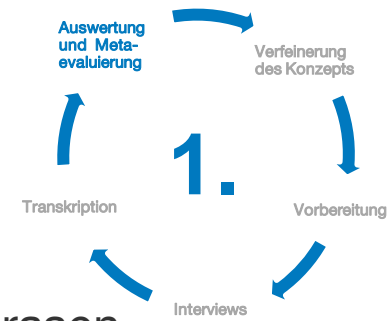 Auswertung
und Meta-
evaluierung
Verfeinerung
des Konzepts
1.
Transkription
Vorbereitung
Interviews